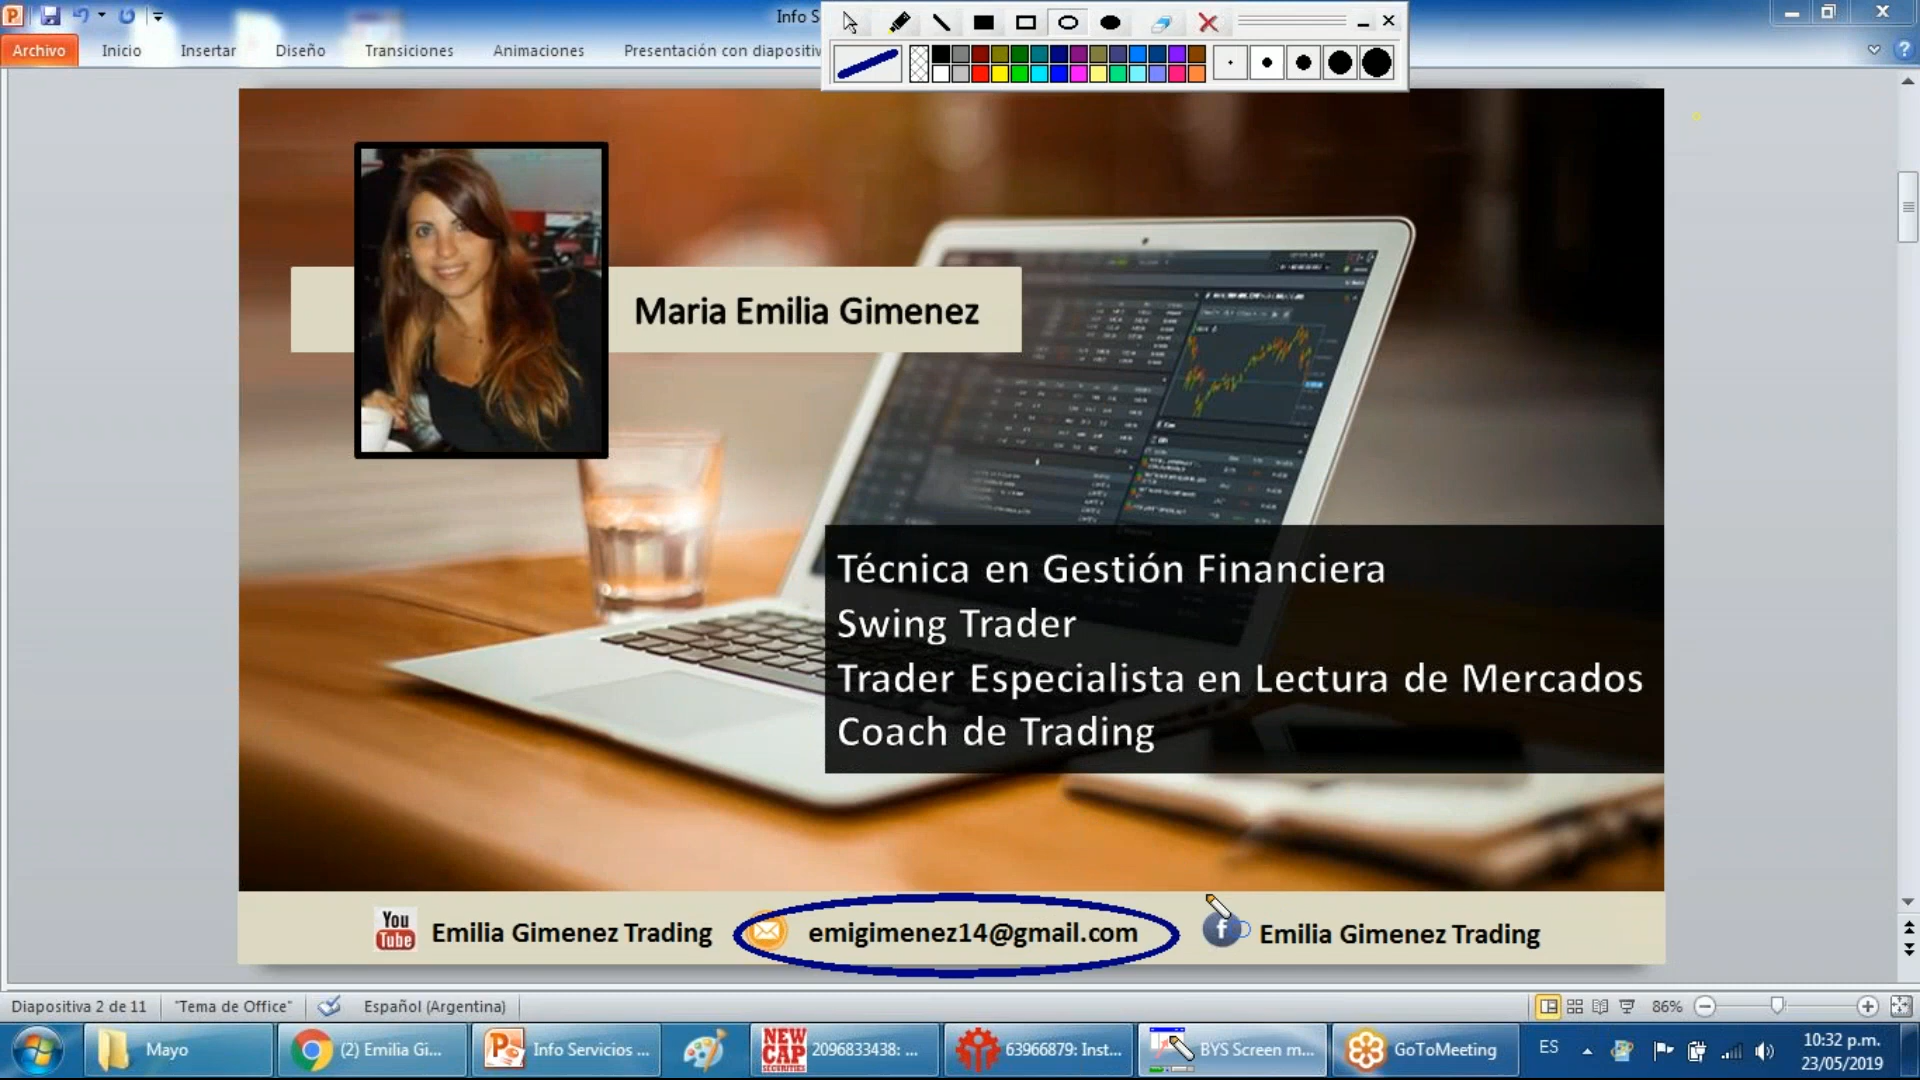 Info S
Archivo
Inicio
Insertar
Diseño
Transiciones
Animaciones
Presentación con
Maria Emilia Gimenez
Técnica en Gestión Financiera
Swing Trader
Trader Especialista en Lectura de Mercados
Coach de Trading
You
Tube
Emilia Gimenez Trading
emigimenez14@gmail.com
f
Emilia Gimenez Trading
Diapositiva 2 de 11
"Tema de Office"
Español (Argentina)
86%
Mayo
(2) Emilia Gi...
Info Servicios ...
NEW
CAP
SECURITIES
2096833438: ...
63966879: Inst...
BYS Screen m...
GoToMeeting
ES
10:32 p.m.
23/05/2019